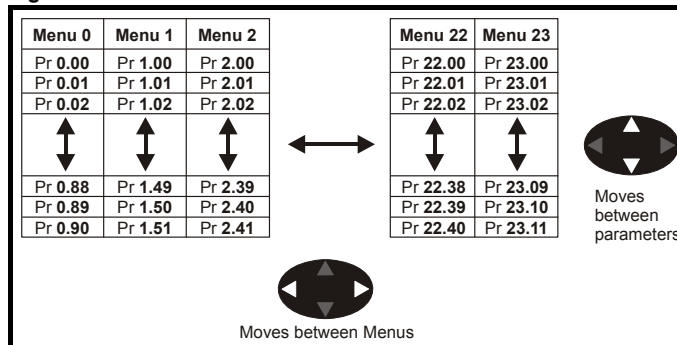 Menu 0 Menu 1 Menu 2 Menu 22 Menu 23
Pr 0.00 Pr 1.00 Pr 2.00 Pr 22.00 Pr 23.00
Pr 0.01 Pr 1.01 Pr 2.01 Pr 22.01 Pr 23.01
Pr 0.02 Pr 1.02 Pr 2.02 Pr 22.02 Pr 23.02
Pr 0.88 Pr 1.49 Pr 2.39 Pr 22.38 Pr 23.09
Pr 0.89 Pr 1.50 Pr 2.40 Pr 22.39 Pr 23.10
Pr 0.90 Pr 1.51 Pr 2.41 Pr 22.40 Pr 23.11
Moves
between
parameters
Moves between Menus